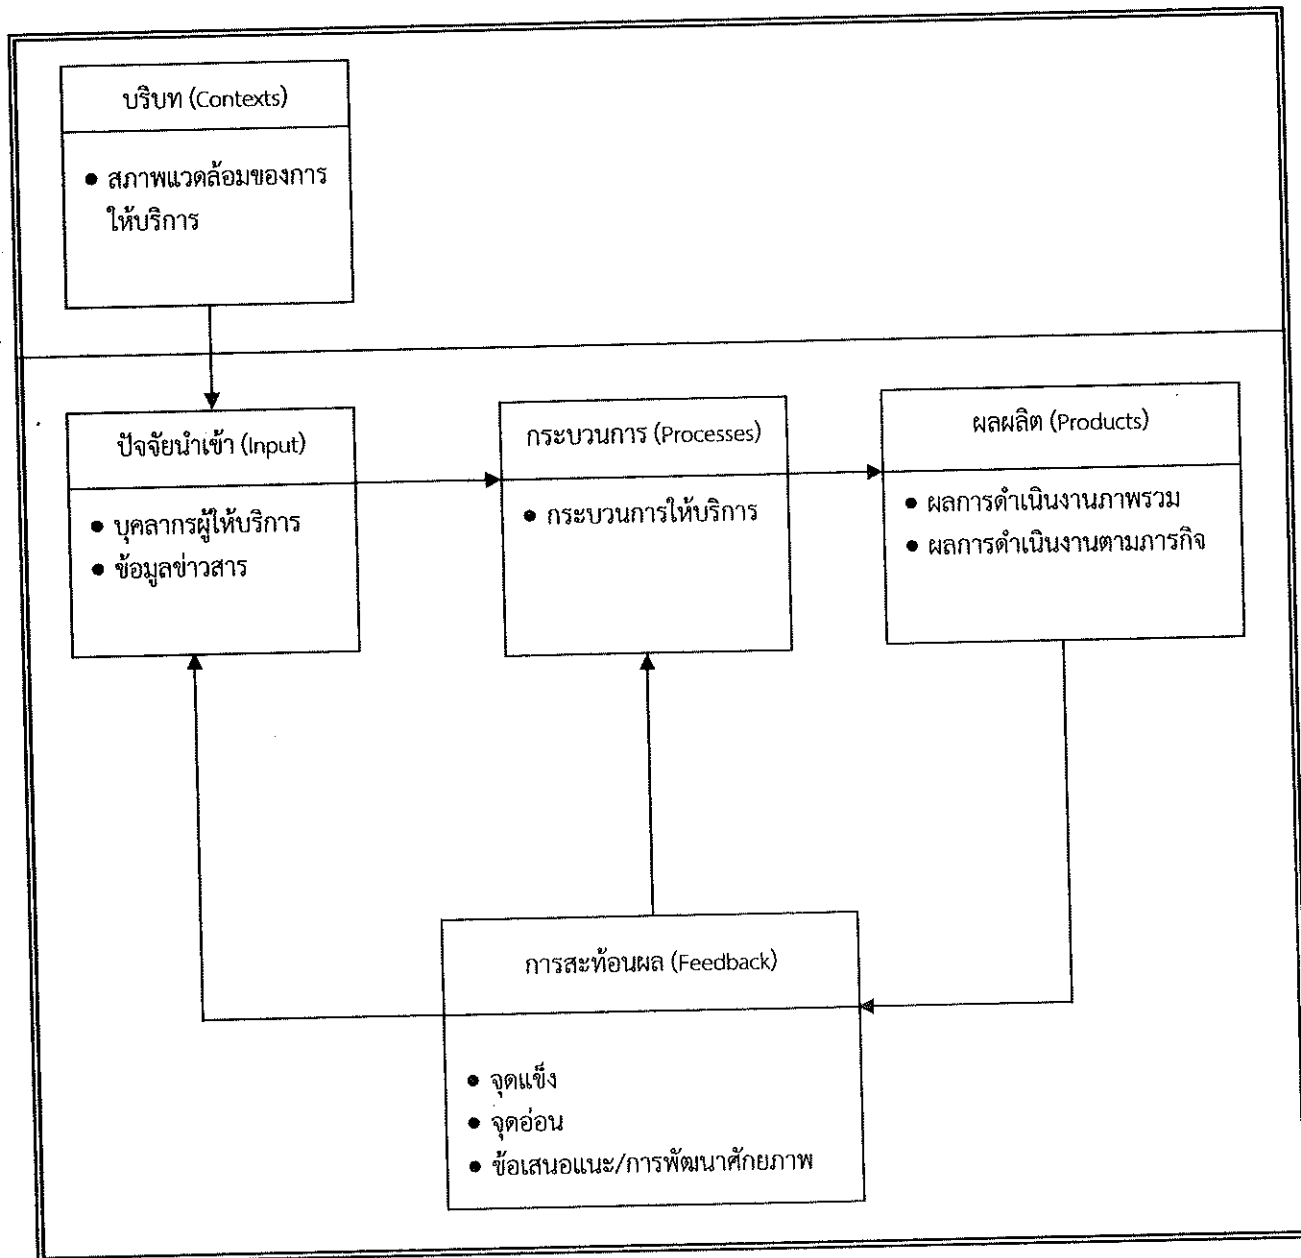 บริบท (Contexts)
● สภาพแวดล้อมของการ
ให้บริการ
ปัจจัยนำเข้า (Input)
● บุคลากรผู้ให้บริการ
● ข้อมูลข่าวสาร
กระบวนการ (Processes)
● กระบวนการให้บริการ
ผลผลิต (Products)
● ผลการดำเนินงานภาพรวม
● ผลการดำเนินงานตามภารกิจ
การสะท้อนผล (Feedback)
● จุดแข็ง
● จุดอ่อน
● ข้อเสนอแนะ/การพัฒนาศักยภาพ